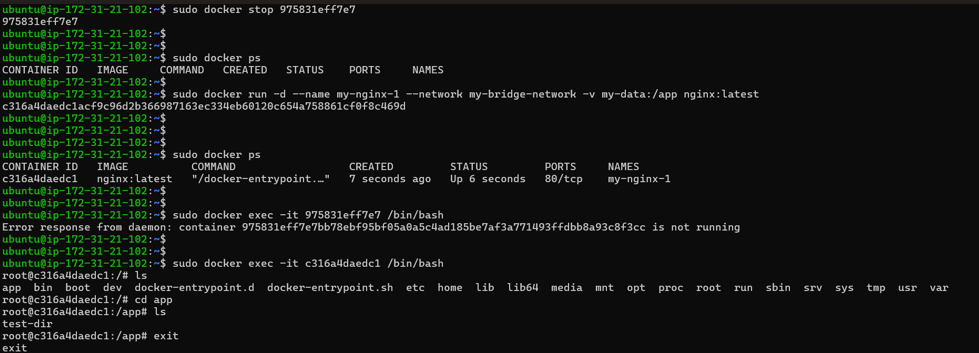 ubuntu@ip-172-31-21-102:~$ sudo docker stop 975831eff7e7
975831eff7e7
ubuntu@ip-172-31-21-102:~$
ubuntu@ip-172-31-21-102:~$
ubuntu@ip-172-31-21-102:~$ sudo docker ps
CONTAINER ID   IMAGE     COMMAND   CREATED   STATUS    PORTS     NAMES
ubuntu@ip-172-31-21-102:~$
ubuntu@ip-172-31-21-102:~$ sudo docker run -d --name my-nginx-1 --network my-bridge-network -v my-data:/app nginx:latest
c316a4daedc1acf9c96d2b366987163ec334eb60120c654a758861cf0f8c469d
ubuntu@ip-172-31-21-102:~$
ubuntu@ip-172-31-21-102:~$
ubuntu@ip-172-31-21-102:~$
ubuntu@ip-172-31-21-102:~$ sudo docker ps
CONTAINER ID   IMAGE          COMMAND                  CREATED         STATUS         PORTS     NAMES
c316a4daedc1   nginx:latest   "/docker-entrypoint.…"   7 seconds ago   Up 6 seconds   80/tcp    my-nginx-1
ubuntu@ip-172-31-21-102:~$
ubuntu@ip-172-31-21-102:~$
ubuntu@ip-172-31-21-102:~$ sudo docker exec -it 975831eff7e7 /bin/bash
Error response from daemon: container 975831eff7e7bb78ebf95bf05a0a5c4ad185be7af3a771493ffdbb8a93c8f3cc is not running
ubuntu@ip-172-31-21-102:~$
ubuntu@ip-172-31-21-102:~$
ubuntu@ip-172-31-21-102:~$ sudo docker exec -it c316a4daedc1 /bin/bash
root@c316a4daedc1:/# ls
app  bin  boot  dev  docker-entrypoint.d  docker-entrypoint.sh  etc  home  lib  lib64  media  mnt  opt  proc  root  run  sbin  srv  sys  tmp  usr  var
root@c316a4daedc1:/# cd app
root@c316a4daedc1:/app# ls
test-dir
root@c316a4daedc1:/app# exit
exit